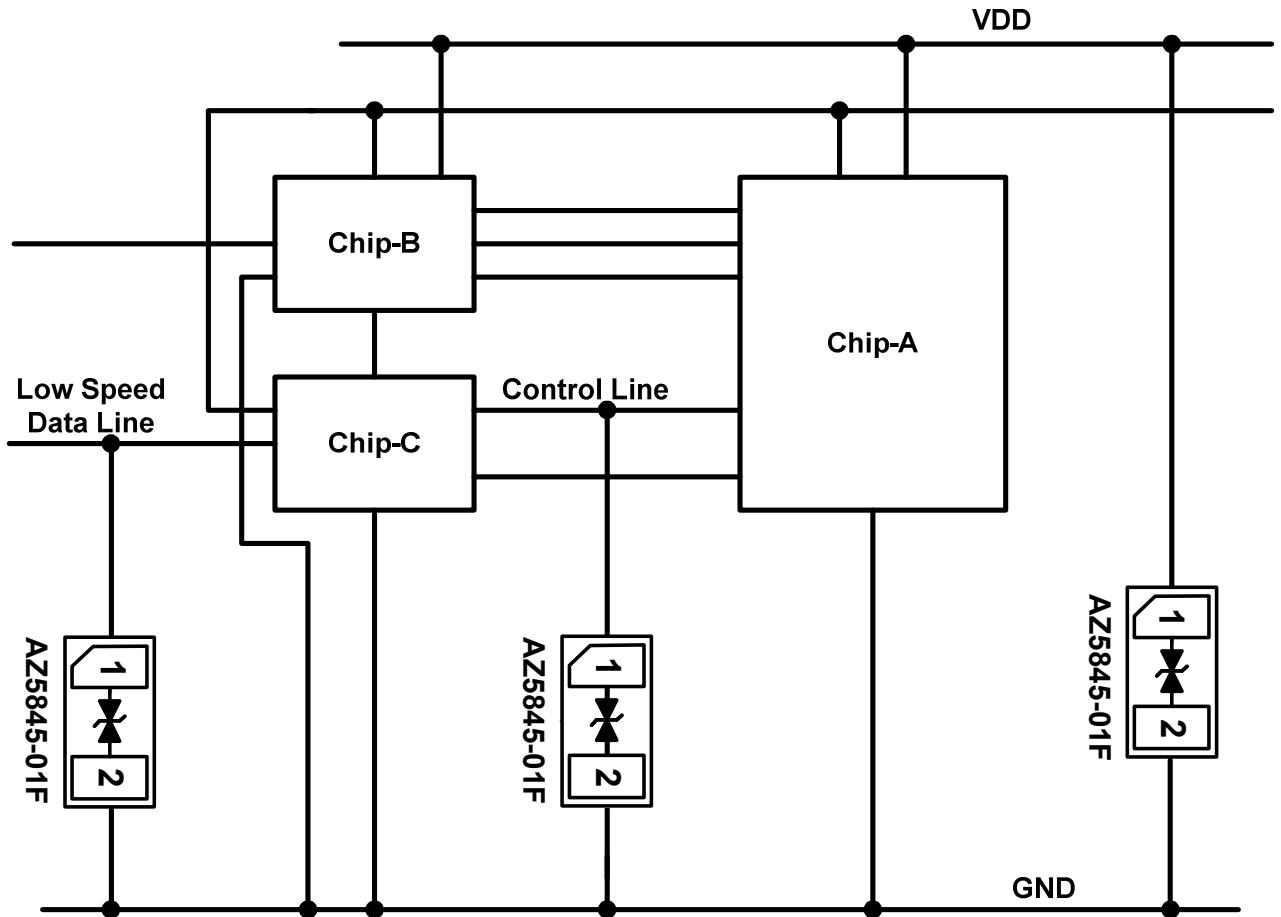 VDD
Chip-B
Chip-A
Low Speed
Data Line
Control Line
Chip-C
AZ5845-01F
1
2
AZ5845-01F
1
2
AZ5845-01F
1
2
GND